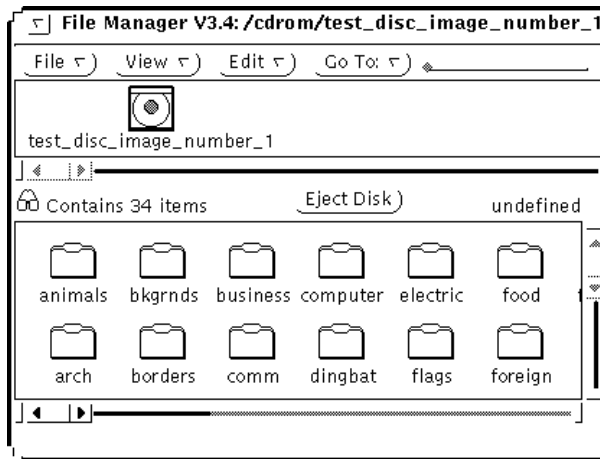 File Manager V3.4: /cdrom/test_disc_image_number_1
File View Edit Go To:
test_disc_image_number_1
Contains 34 items Eject Disk undefined
animals bkgrnds business computer electric food
arch borders comm dingbat flags foreign